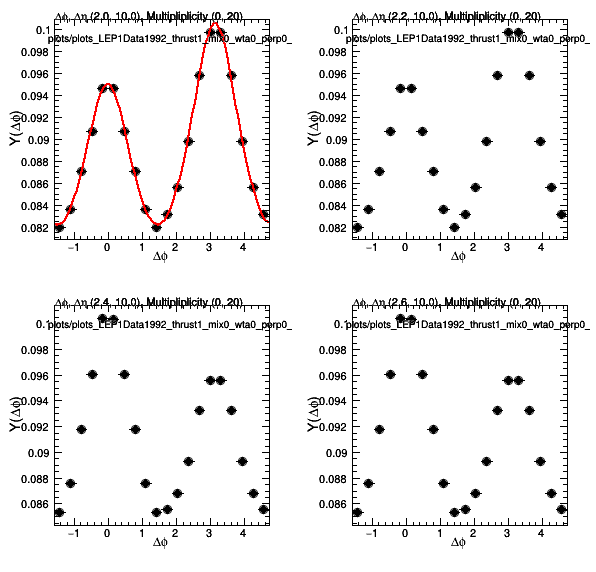 Δφ, Δη (2.0, 10.0), Multipliplicity (0, 20)
plots/plots_LEP1Data1992_thrust1_mix0_wta0_perp0_
Y(Δφ)
0.1
0.098
0.096
0.094
0.092
0.09
0.088
0.086
0.084
0.082
−1 0 1 2 3 4
Δφ
Δφ, Δη (2.2, 10.0), Multipliplicity (0, 20)
plots/plots_LEP1Data1992_thrust1_mix0_wta0_perp0_
Y(Δφ)
0.1
0.098
0.096
0.094
0.092
0.09
0.088
0.086
0.084
0.082
−1 0 1 2 3 4
Δφ
Δφ, Δη (2.4, 10.0), Multipliplicity (0, 20)
plots/plots_LEP1Data1992_thrust1_mix0_wta0_perp0_
Y(Δφ)
0.1
0.098
0.096
0.094
0.092
0.09
0.088
0.086
−1 0 1 2 3 4
Δφ
Δφ, Δη (2.6, 10.0), Multipliplicity (0, 20)
plots/plots_LEP1Data1992_thrust1_mix0_wta0_perp0_
Y(Δφ)
0.1
0.098
0.096
0.094
0.092
0.09
0.088
0.086
−1 0 1 2 3 4
Δφ